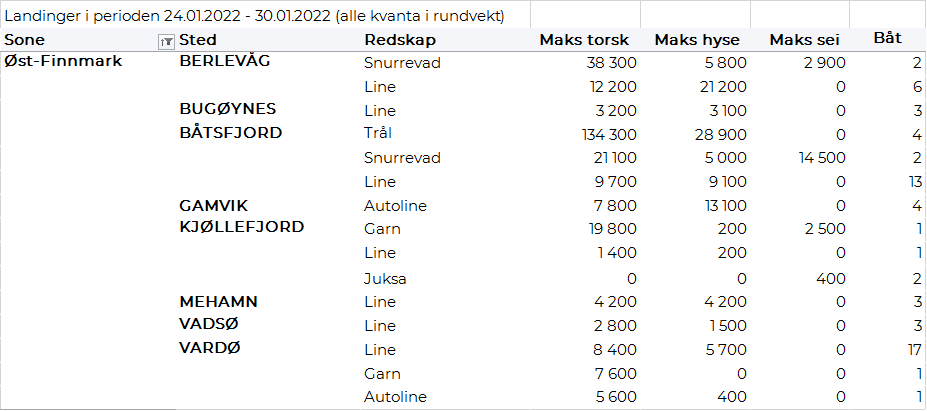 Landinger i perioden 24.01.2022 - 30.01.2022 (alle kvanta i rundvekt)
Sone Sted Redskap Maks torsk Maks hyse Maks sei Båt
Øst-Finnmark BERLEVÅG Snurrevad 38 300 5 800 2 900 2
Line 12 200 21 200 0 6
BUGØYNES Line 3 200 3 100 0 3
BÅTSFJORD Trål 134 300 28 900 0 4
Snurrevad 21 100 5 000 14 500 2
Line 9 700 9 100 0 13
GAMVIK Autoline 7 800 13 100 0 4
KJØLLEFJORD Garn 19 800 200 2 500 1
Line 1 400 200 0 1
Juksa 0 0 400 2
MEHAMN Line 4 200 4 200 0 3
VADSØ Line 2 800 1 500 0 3
VARDØ Line 8 400 5 700 0 17
Garn 7 600 0 0 1
Autoline 5 600 400 0 1